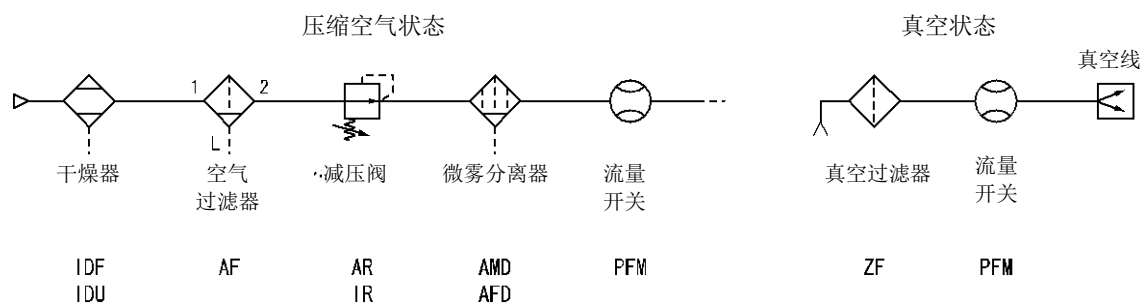 压缩空气状态
真空状态
真空线
1
2
L
干燥器
空气
过滤器
减压阀
微雾分离器
流量
开关
真空过滤器
流量
开关
IDF
IDU
AF
AR
IR
AMD
AFD
PFM
ZF
PFM